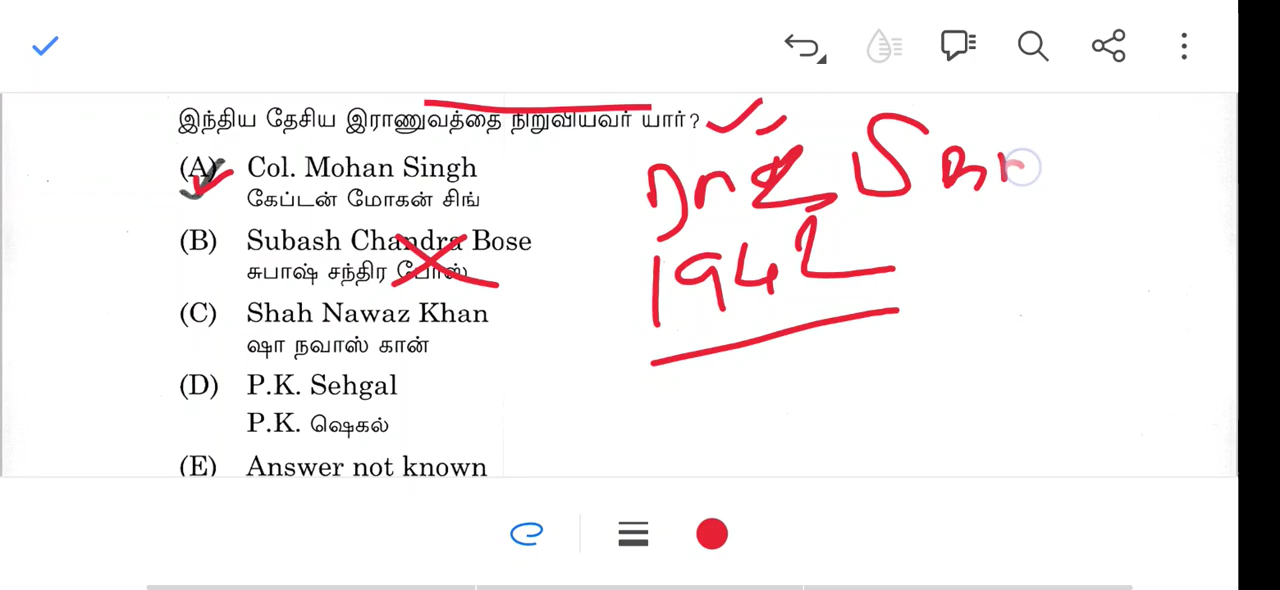 இந்திய தேசிய இராணுவத்தை நிறுவியவர் யார்?
(A) Col. Mohan Singh
கேப்டன் மோகன் சிங்
(B) Subash Chandra Bose
சுபாஷ் சந்திர போஸ்
(C) Shah Nawaz Khan
ஷா நவாஸ் கான்
(D) P.K. Sehgal
P.K. ஷெகல்
(E) Answer not known
1942